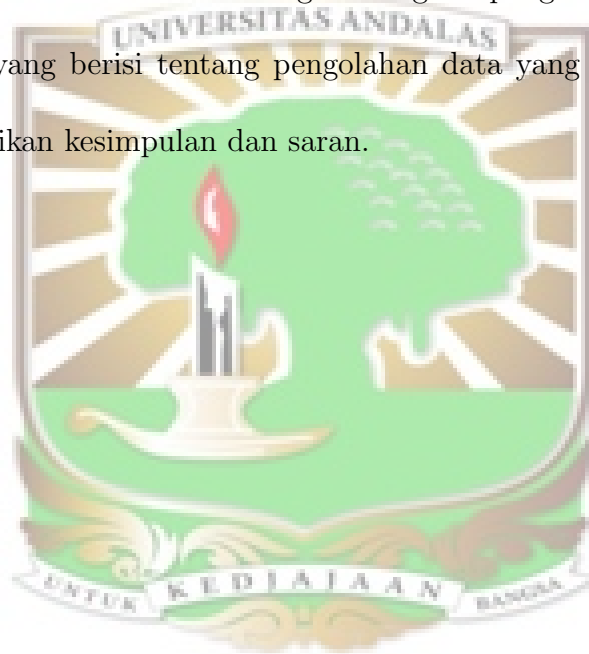 UNIVERSITAS ANDALAS
yang berisi tentang pengolahan data yang
ikan kesimpulan dan saran.
UNTUK KEDJAJAAN BANGSA